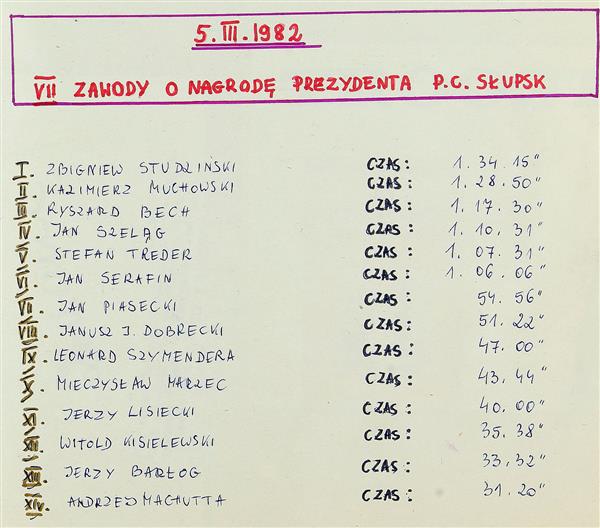 5.III.1982
VII ZAWODY O NAGRODĘ PREZYDENTA P.C. SŁUPSK
I. ZBIGNIEW STUDZIŃSKI CZAS: 1.34.15"
II. KAZIMIERZ MUCHOWSKI CZAS: 1.28.50"
III. RYSZARD BECH CZAS: 1.17.30"
IV. JAN SZELĄG CZAS: 1.10.31"
V. STEFAN TREDER CZAS: 1.07.31"
VI. JAN SERAFIN CZAS: 1.06.06"
VII. JAN PIASECKI CZAS: 54.56"
VIII. JANUSZ J. DOBRECKI CZAS: 51.22"
IX. LEONARD SZYMENDERA CZAS: 47.00"
X. MIECZYSŁAW MARZEC CZAS: 43.44"
XI. JERZY LISIECKI CZAS: 40.00"
XII. WITOLD KISIELEWSKI CZAS: 35.38"
XIII. JERZY BARŁOG CZAS: 33.32"
XIV. ANDRZEJ MACHUTTA CZAS: 31.20"